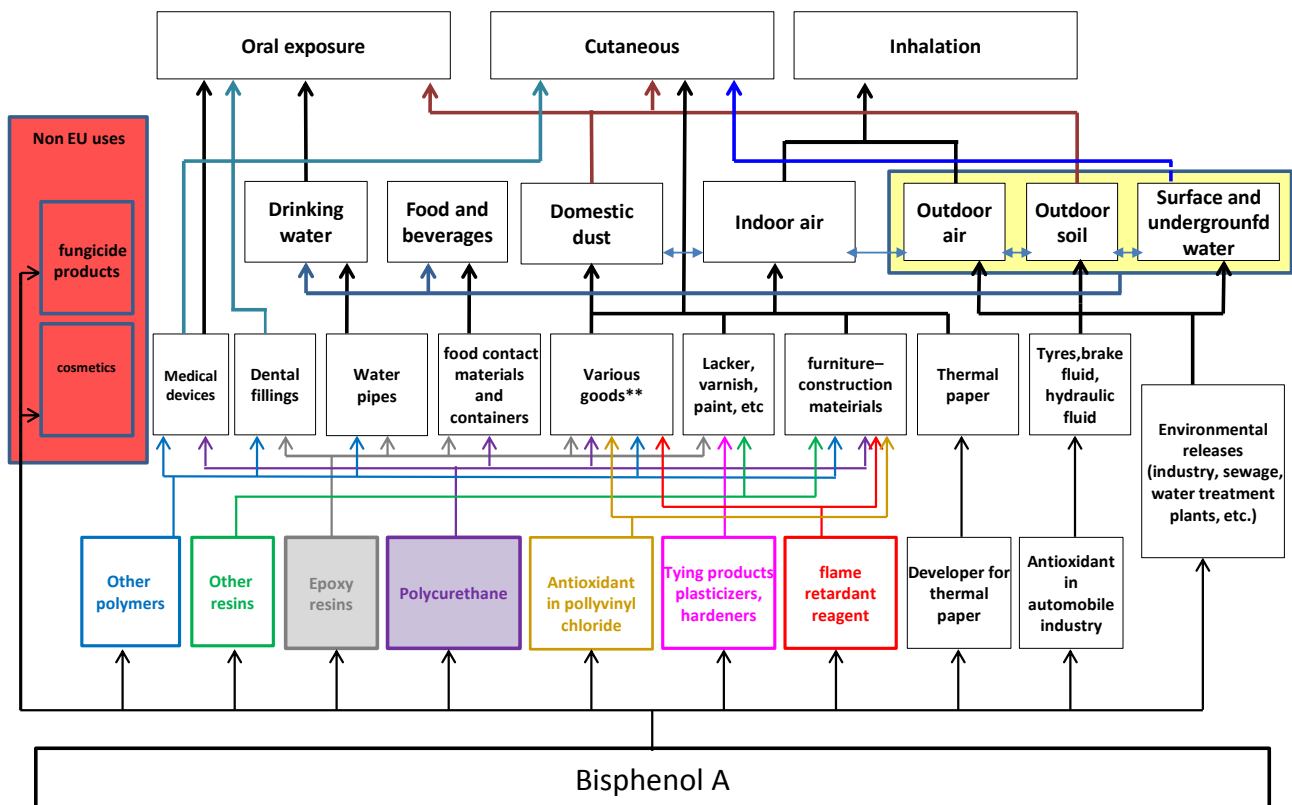 Oral exposure
Cutaneous
Inhalation
Non EU uses
fungicide
products
cosmetics
Drinking
water
Food and
beverages
Domestic
dust
Indoor air
Outdoor
air
Outdoor
soil
Surface and
undergrounfd
water
Medical
devices
Dental
fillings
Water
pipes
food contact
materials
and
containers
Various
goods**
Lacker,
varnish,
paint, etc
furniture–
construction
mateirials
Thermal
paper
Tyres,brake
fluid,
hydraulic
fluid
Environmental
releases
(industry, sewage,
water treatment
plants, etc.)
Other
polymers
Other
resins
Epoxy
resins
Polycurethane
Antioxidant
in pollyvinyl
chloride
Tying products
plasticizers,
hardeners
flame
retardant
reagent
Developer for
thermal
paper
Antioxidant
in
automobile
industry
Bisphenol A